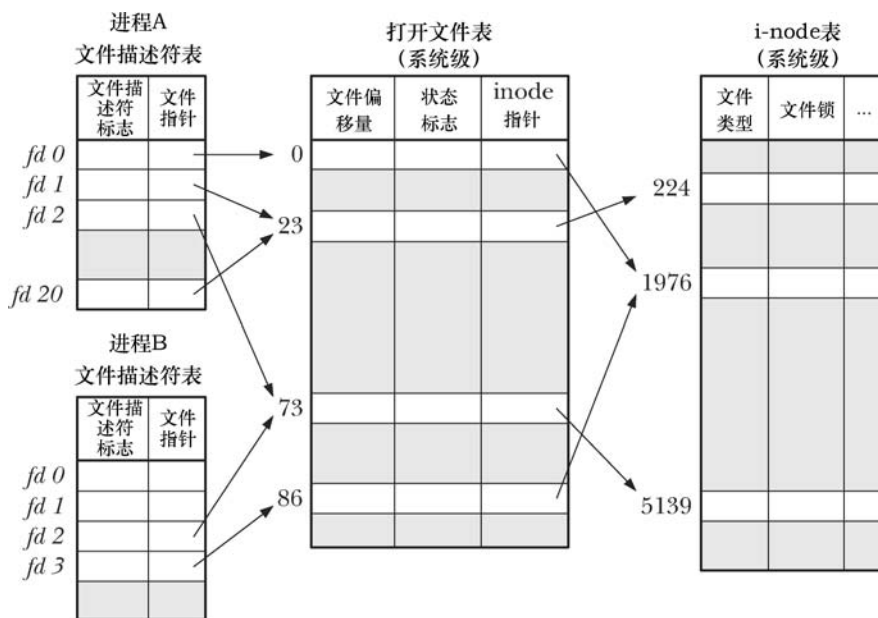 进程A
文件描述符表
文件描
述符
标志
文件
指针
fd 0
fd 1
fd 2
fd 20
进程B
文件描述符表
文件描
述符
标志
文件
指针
fd 0
fd 1
fd 2
fd 3
打开文件表
(系统级)
文件偏
移量
状态
标志
inode
指针
0
23
73
86
i-node表
(系统级)
文件
类型
文件锁
...
224
1976
5139